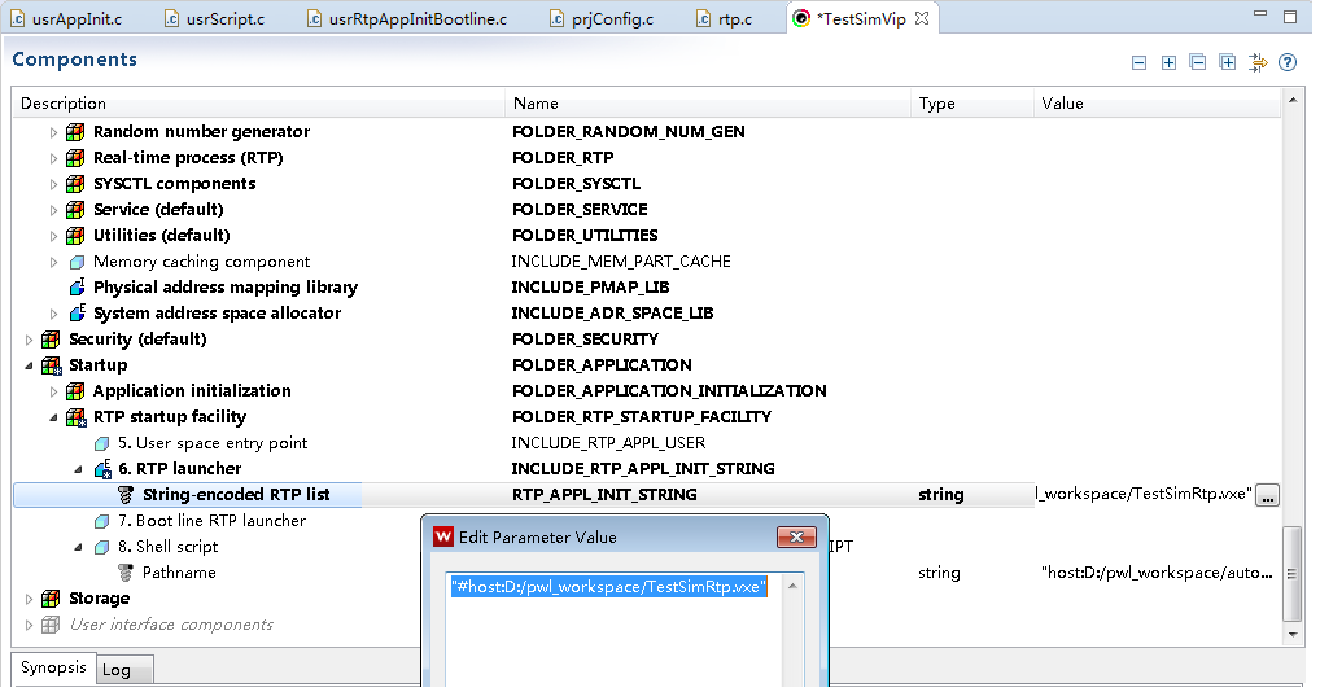 usrAppInit.c usrScript.c usrRtpAppInitBootline.c prjConfig.c rtp.c *TestSimVip
Components
Description Name Type Value
Random number generator FOLDER_RANDOM_NUM_GEN
Real-time process (RTP) FOLDER_RTP
SYSCTL components FOLDER_SYSCTL
Service (default) FOLDER_SERVICE
Utilities (default) FOLDER_UTILITIES
Memory caching component INCLUDE_MEM_PART_CACHE
Physical address mapping library INCLUDE_PMAP_LIB
System address space allocator INCLUDE_ADR_SPACE_LIB
Security (default) FOLDER_SECURITY
Startup FOLDER_APPLICATION
Application initialization FOLDER_APPLICATION_INITIALIZATION
RTP startup facility FOLDER_RTP_STARTUP_FACILITY
5. User space entry point INCLUDE_RTP_APPL_USER
6. RTP launcher INCLUDE_RTP_APPL_INIT_STRING
String-encoded RTP list RTP_APPL_INIT_STRING string l_workspace/TestSimRtp.vxe" ...
7. Boot line RTP launcher
Edit Parameter Value
8. Shell script IPT
Pathname string "host:D:/pwl_workspace/auto...
"#host:D:/pwl_workspace/TestSimRtp.vxe"
Storage
User interface components
Synopsis Log